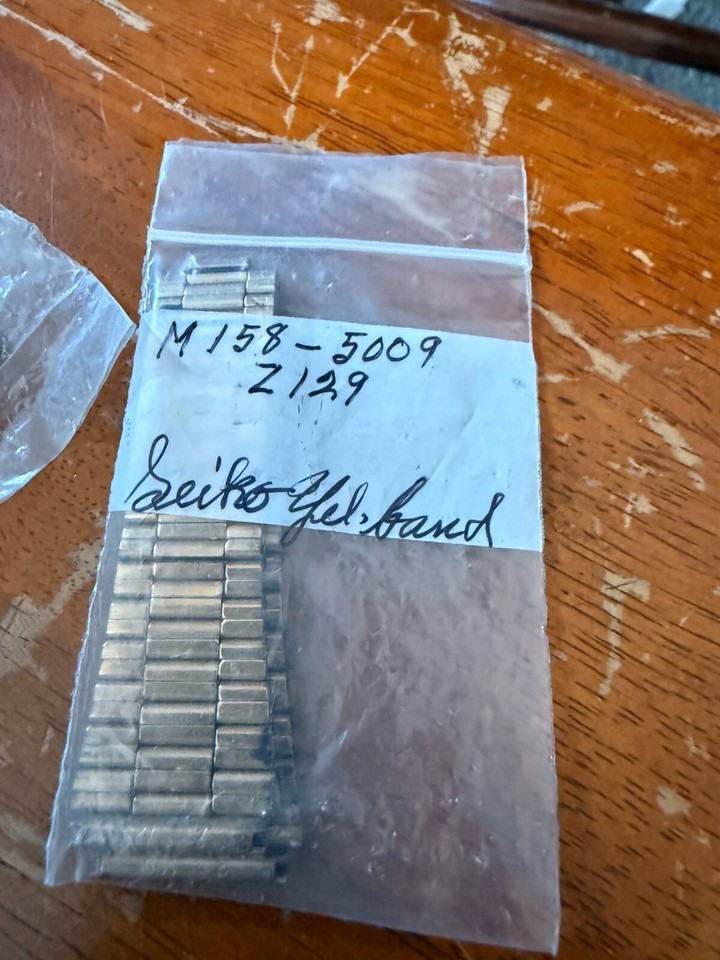 M158-5009
Z129
Seiko Yel. band